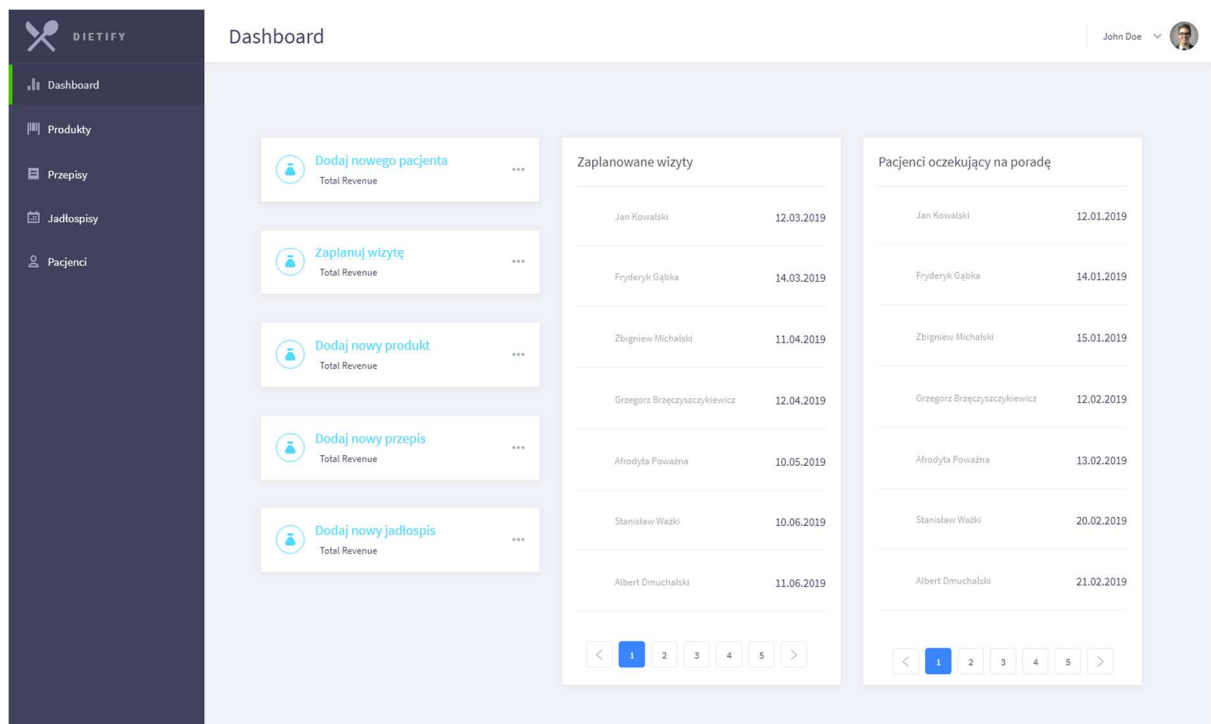 DIETIFY
Dashboard
John Doe
Dashboard
Produkty
Przepisy
Jadłospisy
Pacjenci
Dodaj nowego pacjenta
Total Revenue
Zaplanuj wizytę
Total Revenue
Dodaj nowy produkt
Total Revenue
Dodaj nowy przepis
Total Revenue
Dodaj nowy jadłospis
Total Revenue
Zaplanowane wizyty
Jan Kowalski 12.03.2019
Fryderyk Gąbka 14.03.2019
Zbigniew Michalski 11.04.2019
Grzegorz Brzęczyszczykiewicz 12.04.2019
Afrodyta Poważna 10.05.2019
Stanisław Ważki 10.06.2019
Albert Dmuchalski 11.06.2019
1 2 3 4 5
Pacjenci oczekujący na poradę
Jan Kowalski 12.01.2019
Fryderyk Gąbka 14.01.2019
Zbigniew Michalski 15.01.2019
Grzegorz Brzęczyszczykiewicz 12.02.2019
Afrodyta Poważna 13.02.2019
Stanisław Ważki 20.02.2019
Albert Dmuchalski 21.02.2019
1 2 3 4 5